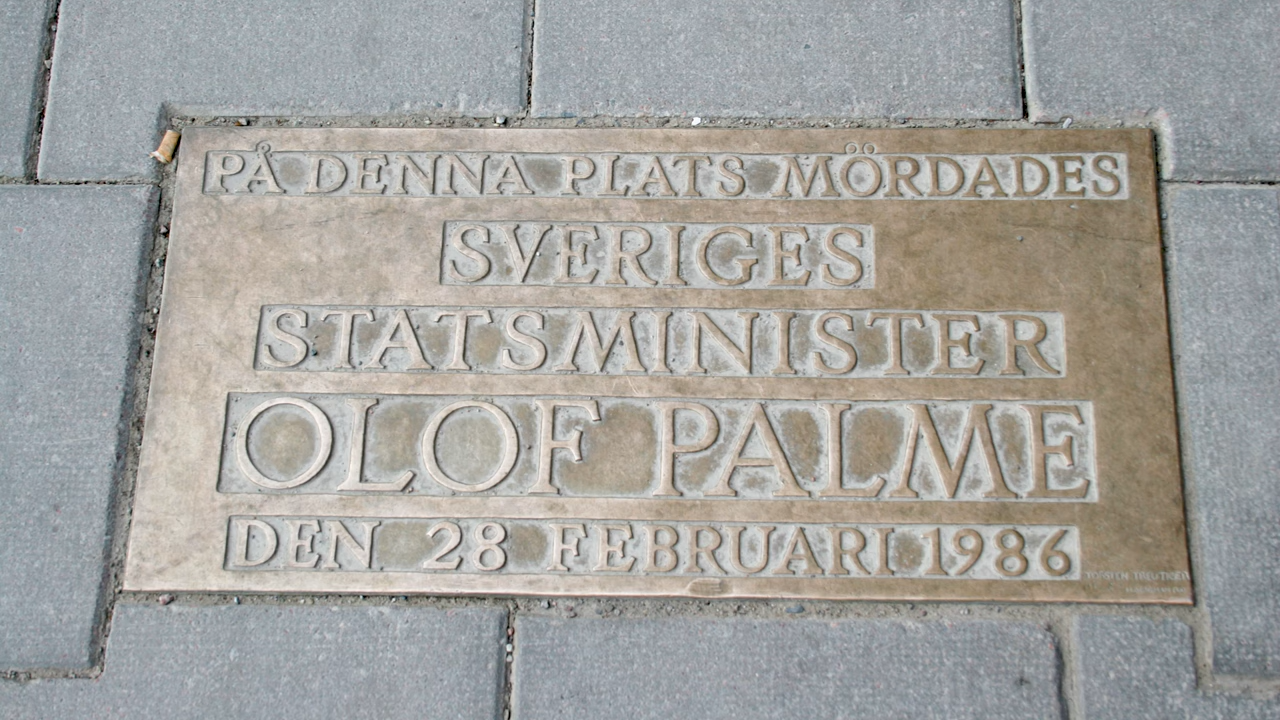 PÅ DENNA PLATS MÖRDADES
SVERIGES
STATSMINISTER
OLOF PALME
DEN 28 FEBRUARI 1986